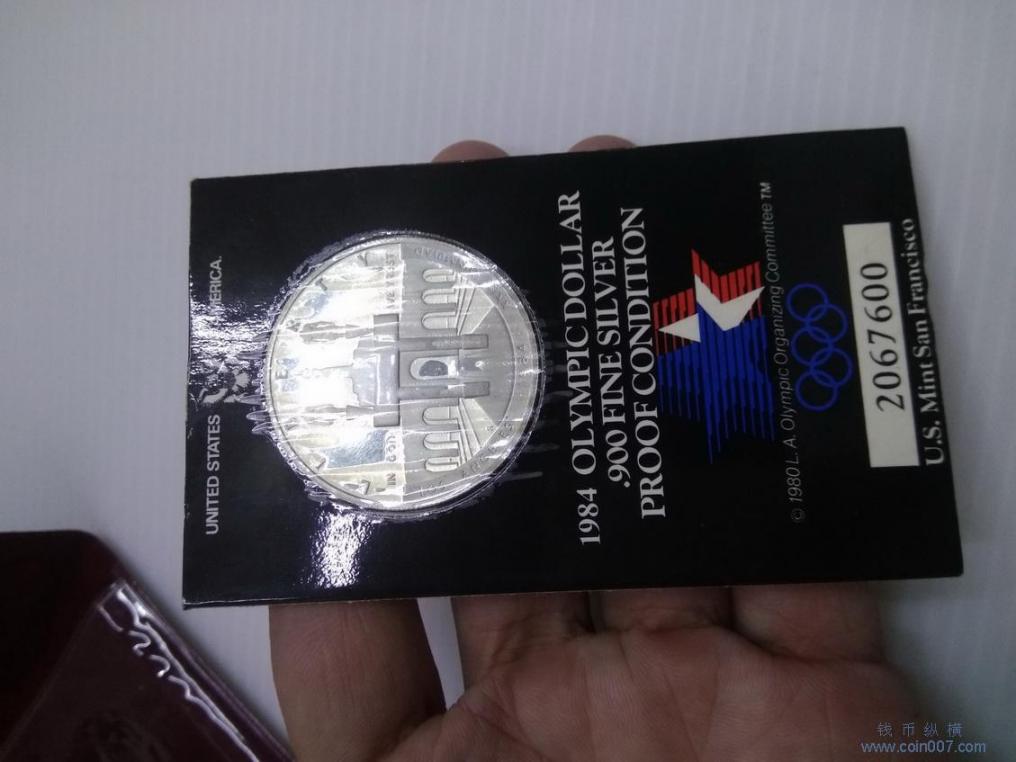 UNITED STATES
1984 OLYMPIC DOLLAR
.900 FINE SILVER
PROOF CONDITION
© 1980 L. A. Olympic Organizing Committee TM
2067600
U.S. Mint San Francisco
钱币纵横
www.coin007.com